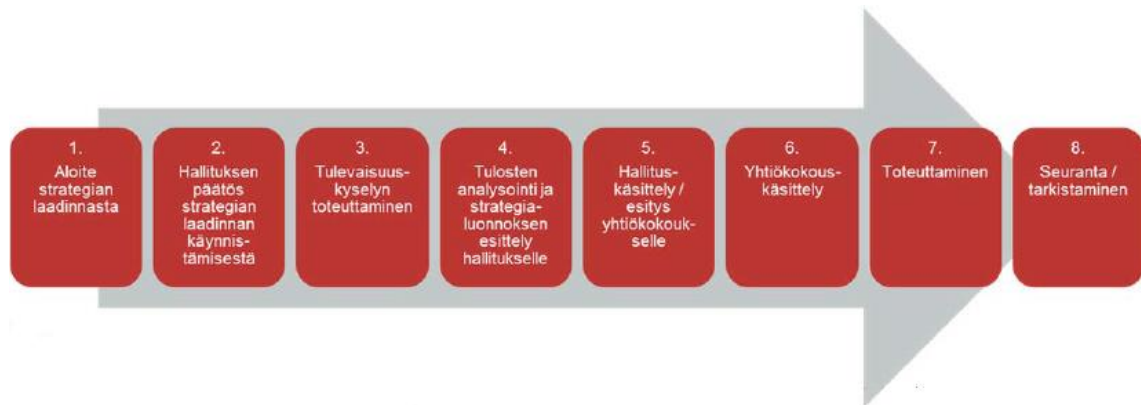 1.
Aloite
strategian
laadinnasta
2.
Hallituksen
päätös
strategian
laadinnan
käynnis-
tämisestä
3.
Tulevaisuus-
kyselyn
toteuttaminen
4.
Tulosten
analysointi ja
strategia-
luonnoksen
esittely
hallitukselle
5.
Hallitus-
käsittely /
esitys
yhtiökokouk-
selle
6.
Yhtiökokous-
käsittely
7.
Toteuttaminen
8.
Seuranta /
tarkistaminen